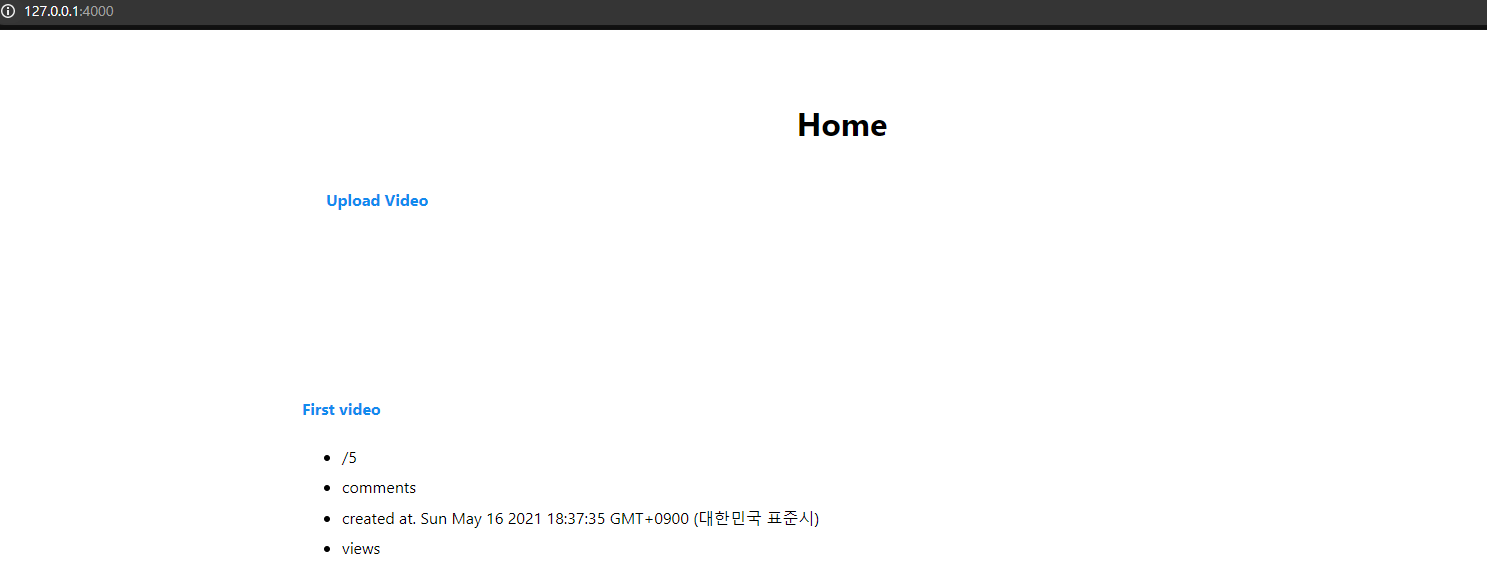 127.0.0.1:4000
Home
Upload Video
First video
/5
comments
created at. Sun May 16 2021 18:37:35 GMT+0900 (대한민국 표준시)
views